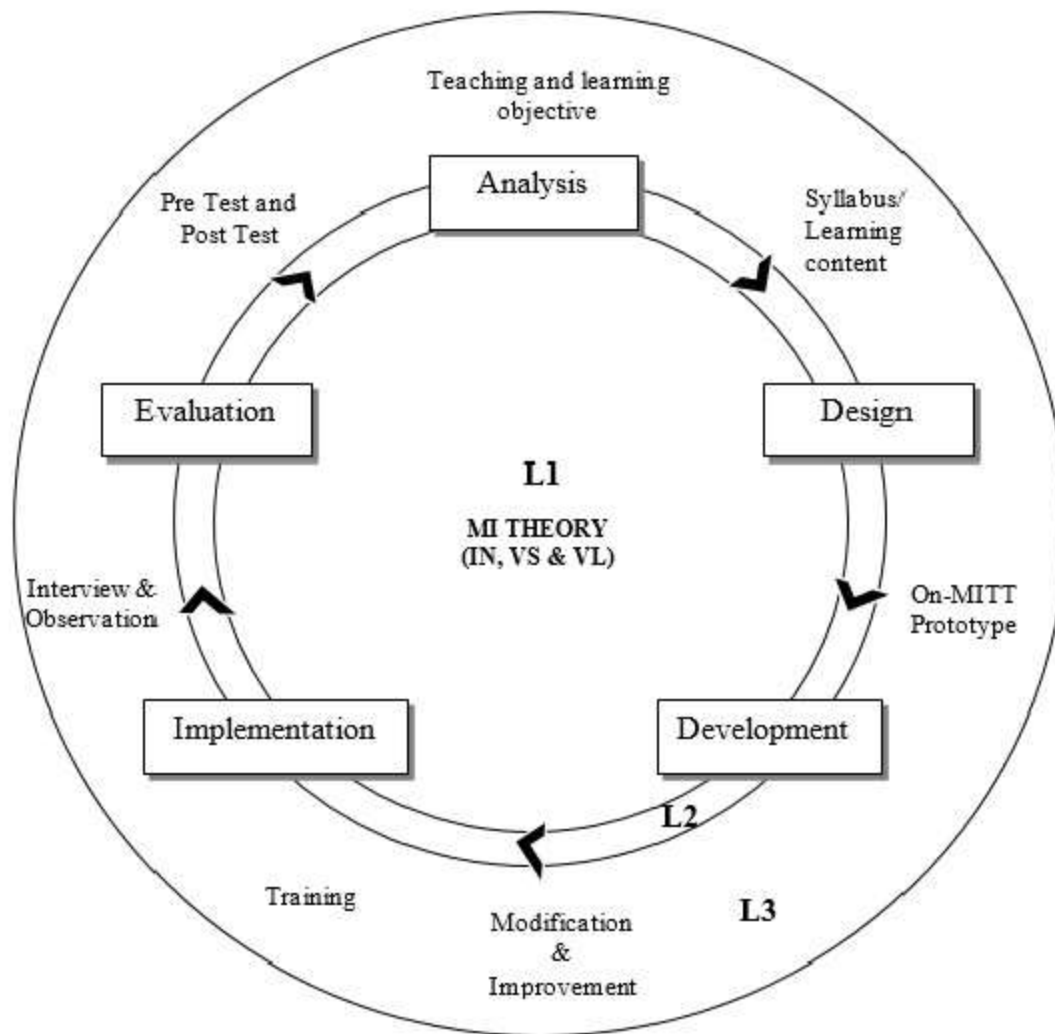 Teaching and learning
objective
Analysis
Pre Test and
Post Test
Syllabus/
Learning
content
Evaluation
Design
L1
MI THEORY
(IN, VS & VL)
Interview &
Observation
On-MITT
Prototype
Implementation
Development
L2
Training
L3
Modification
&
Improvement